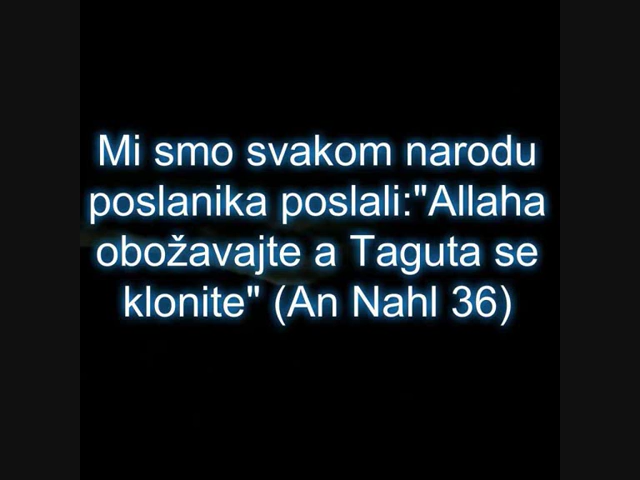 Mi smo svakom narodu
poslanika poslali:"Allaha
obožavajte a Taguta se
klonite" (An Nahl 36)